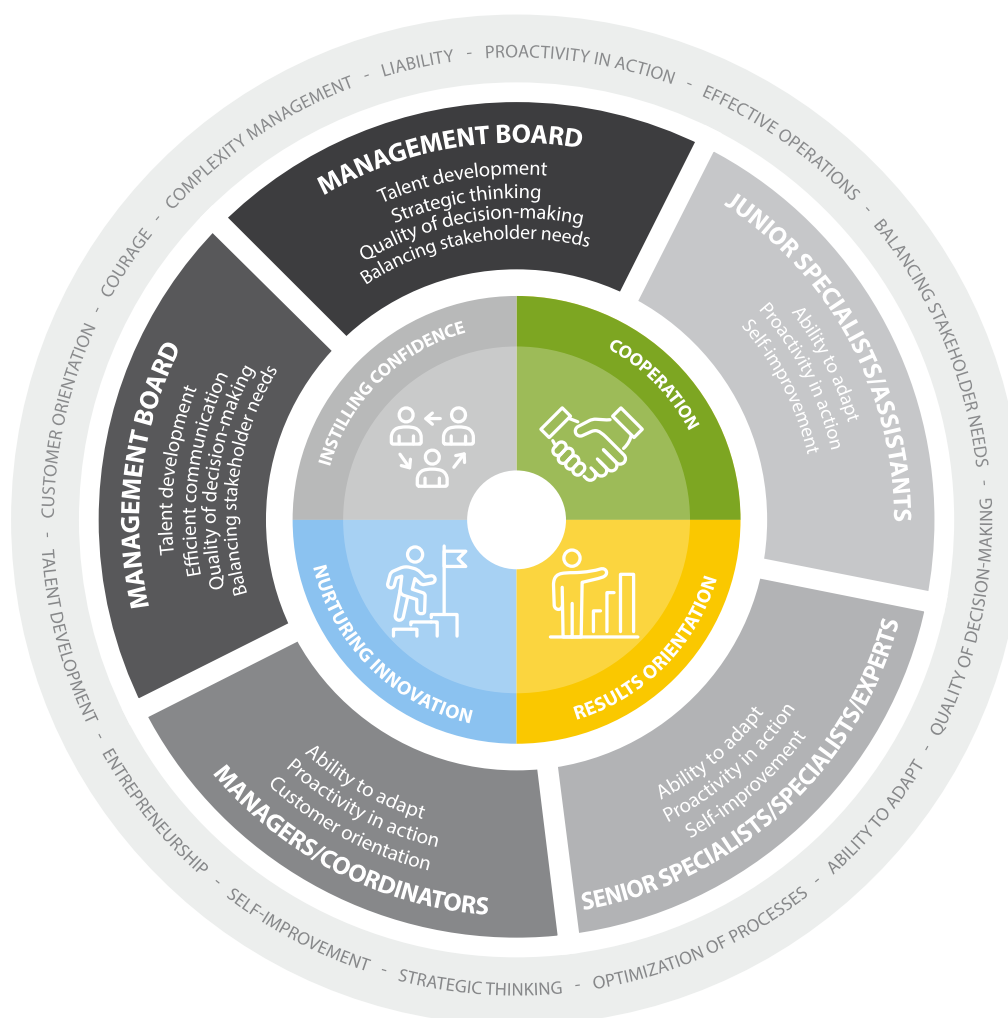 PROACTIVITY IN ACTION - EFFECTIVE OPERATIONS - BALANCING STAKEHOLDER NEEDS - QUALITY OF DECISION-MAKING - ABILITY TO ADAPT - OPTIMIZATION OF PROCESSES - STRATEGIC THINKING - SELF-IMPROVEMENT - ENTREPRENEURSHIP - TALENT DEVELOPMENT - CUSTOMER ORIENTATION - COURAGE - COMPLEXITY MANAGEMENT - LIABILITY -
MANAGEMENT BOARD
Talent development
Strategic thinking
Quality of decision-making
Balancing stakeholder needs
JUNIOR SPECIALISTS/ASSISTANTS
Ability to adapt
Proactivity in action
Self-improvement
Ability to adapt
Proactivity in action
Self-improvement
SENIOR SPECIALISTS/SPECIALISTS/EXPERTS
Ability to adapt
Proactivity in action
Customer orientation
MANAGERS/COORDINATORS
MANAGEMENT BOARD
Talent development
Efficient communication
Quality of decision-making
Balancing stakeholder needs
INSTILLING CONFIDENCE
COOPERATION
RESULTS ORIENTATION
NURTURING INNOVATION